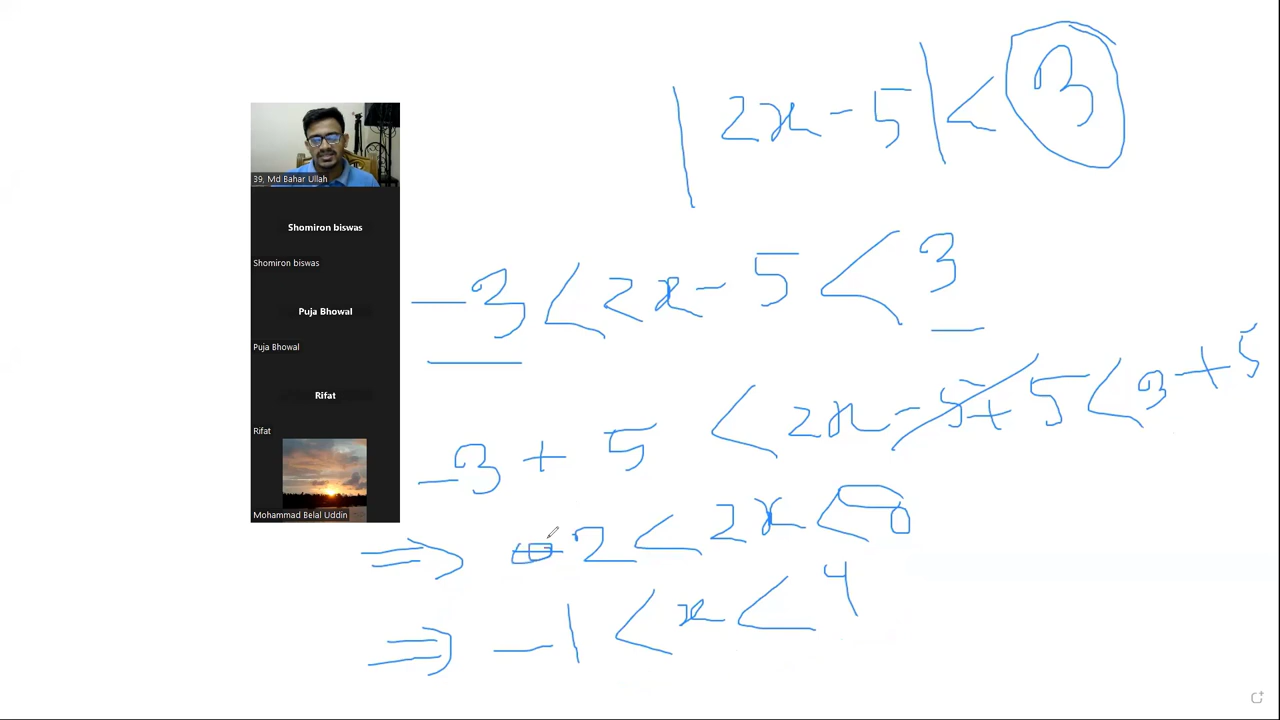 |2x-5|<3
39, Md Bahar Ullah
Shomiron biswas
Shomiron biswas
Puja Bhowal
Puja Bhowal
Rifat
Rifat
Mohammad Belal Uddin
-3<2x-5<3
-3+5<2x-5+5<3+5
⇒ 2<2x<8
⇒ -1<x<4